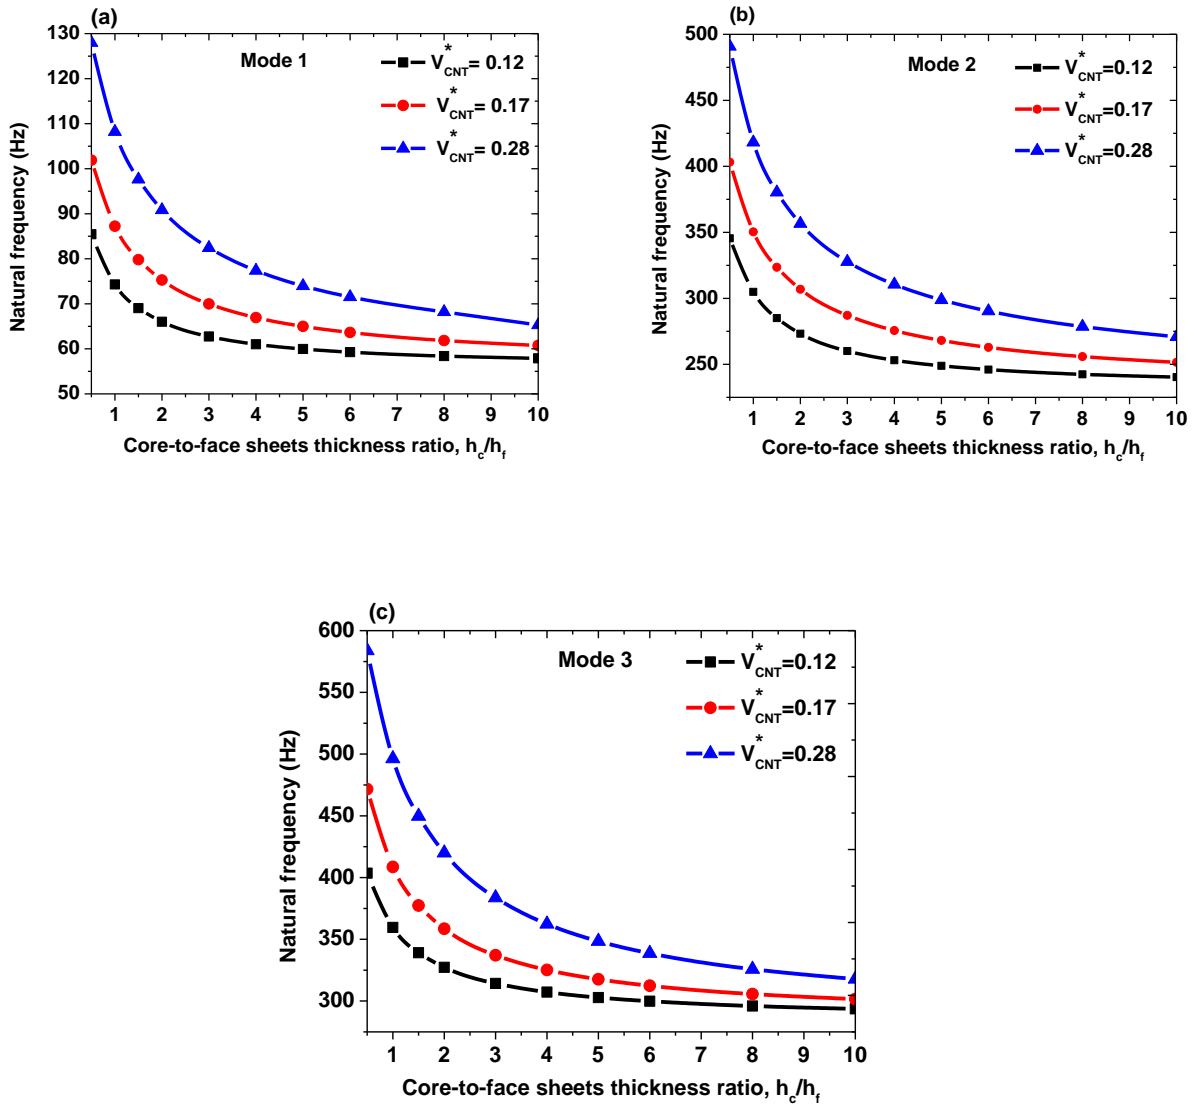 (a)
Mode 1
V*CNT= 0.12
V*CNT= 0.17
V*CNT= 0.28
130
120
110
100
90
80
70
60
50
Natural frequency (Hz)
1 2 3 4 5 6 7 8 9 10
Core-to-face sheets thickness ratio, hc/hf
(b)
Mode 2
V*CNT=0.12
V*CNT=0.17
V*CNT=0.28
500
450
400
350
300
250
Natural frequency (Hz)
1 2 3 4 5 6 7 8 9 10
Core-to-face sheets thickness ratio, hc/hf
(c)
Mode 3
V*CNT=0.12
V*CNT=0.17
V*CNT=0.28
600
550
500
450
400
350
300
Natural frequency (Hz)
1 2 3 4 5 6 7 8 9 10
Core-to-face sheets thickness ratio, hc/hf